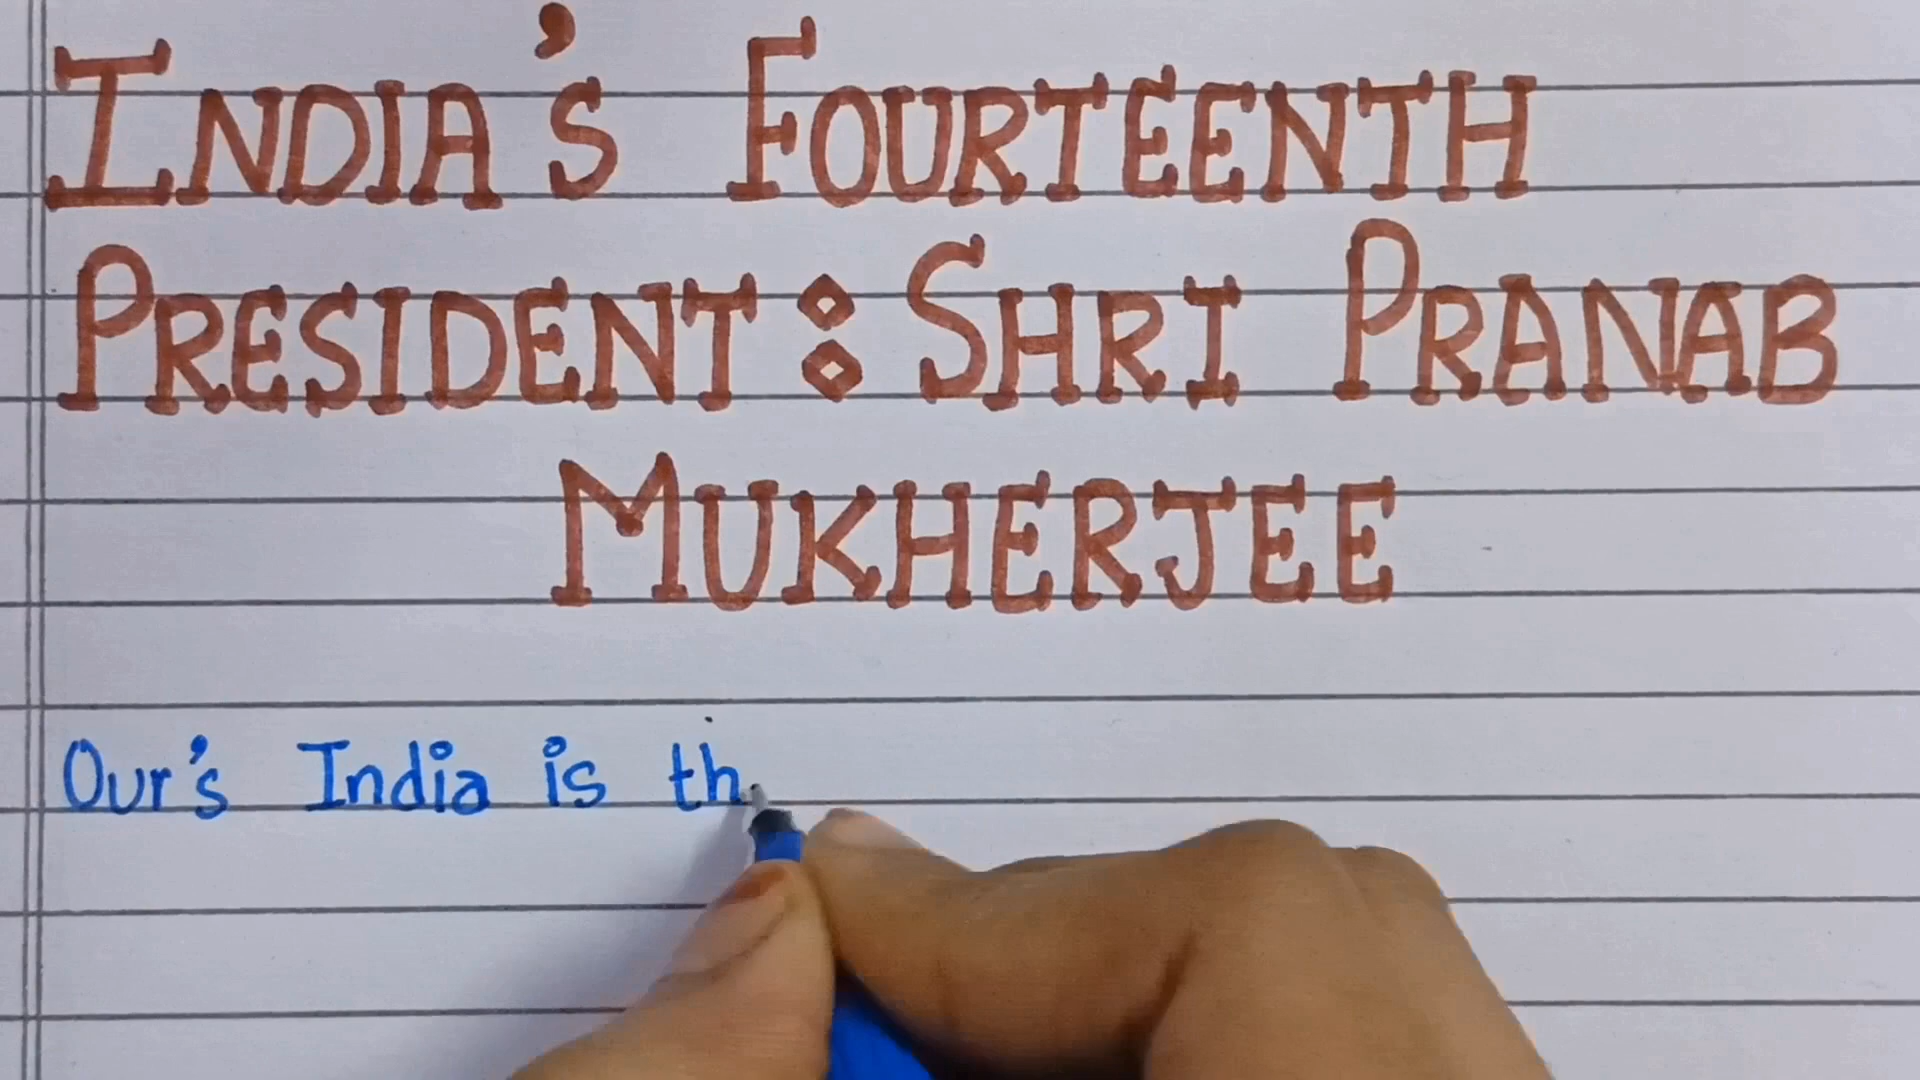 INDIA'S FOURTEENTH
PRESIDENT : SHRI PRANAB
MUKHERJEE
Our's India is th